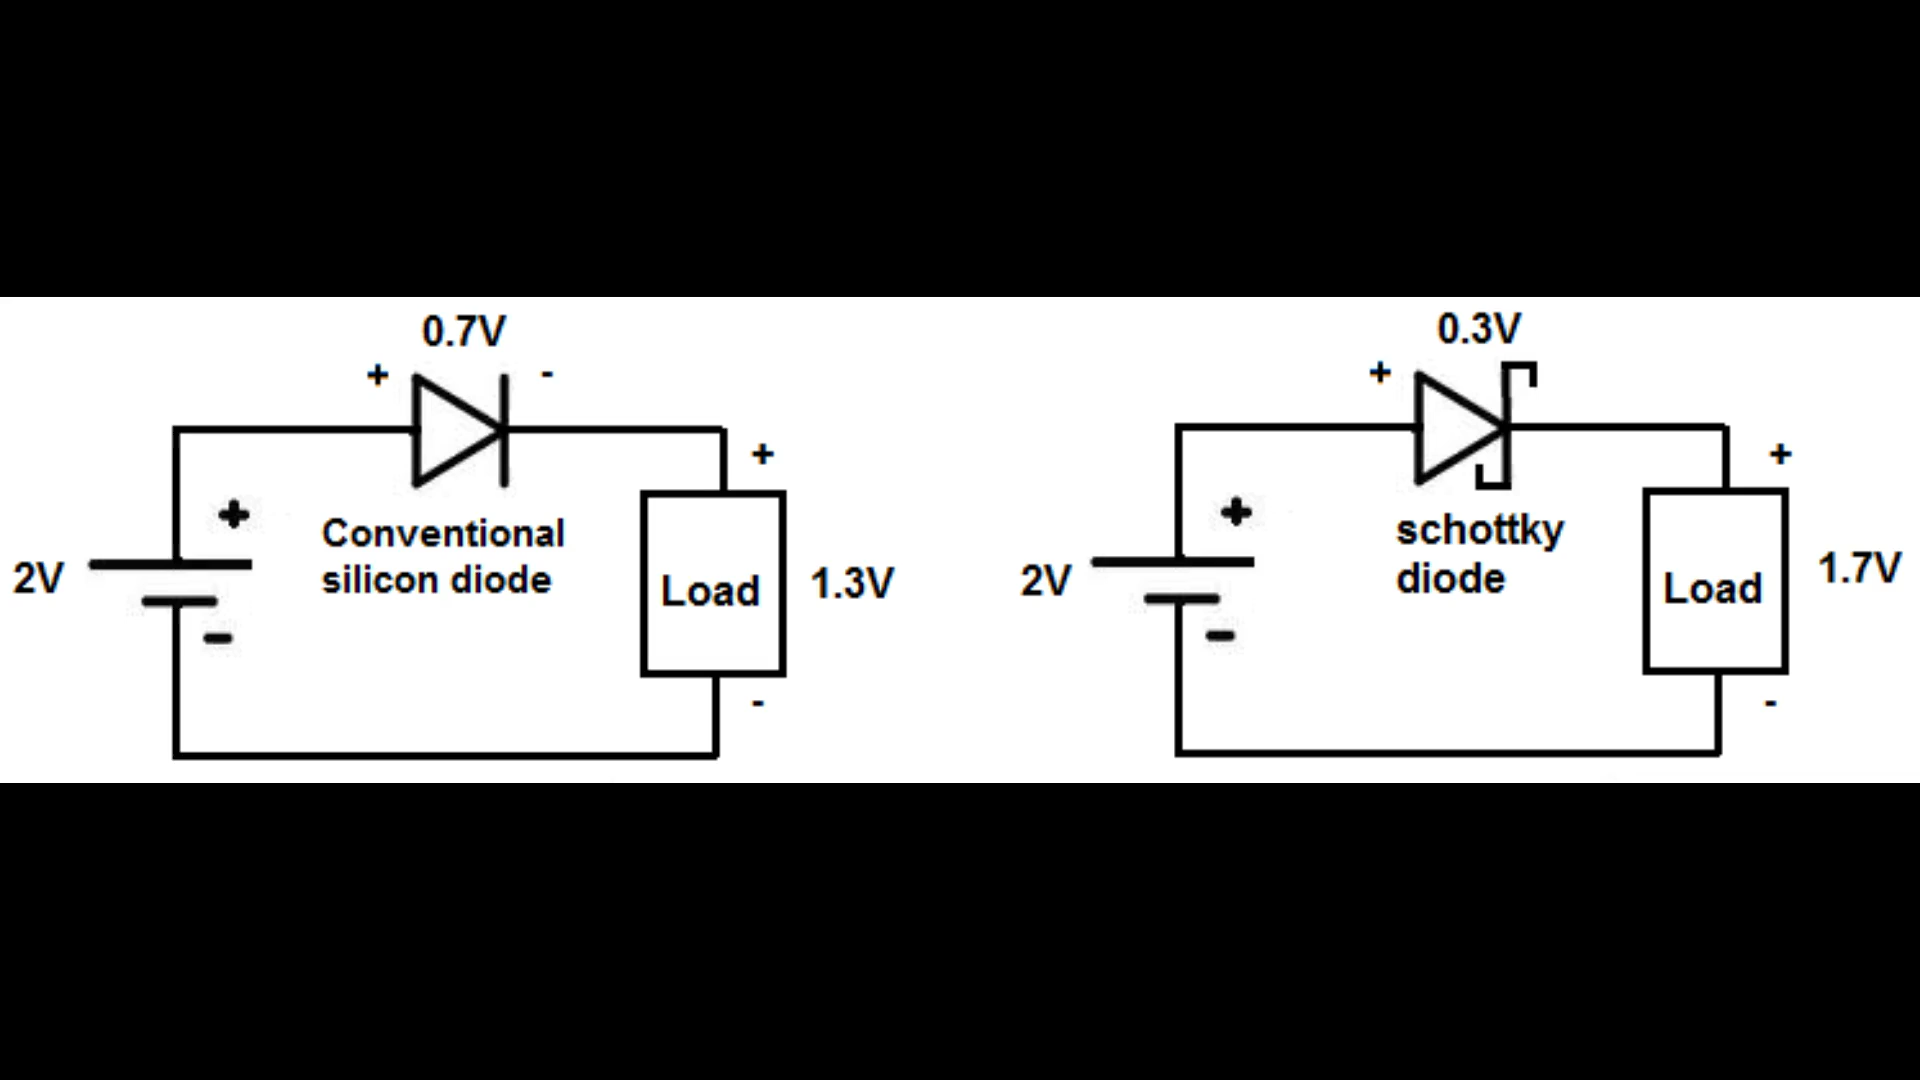 0.7V
+ -
+
+
Conventional
silicon diode
2V
Load
1.3V
-
-
0.3V
+
+
+
schottky
diode
2V
Load
1.7V
-
-